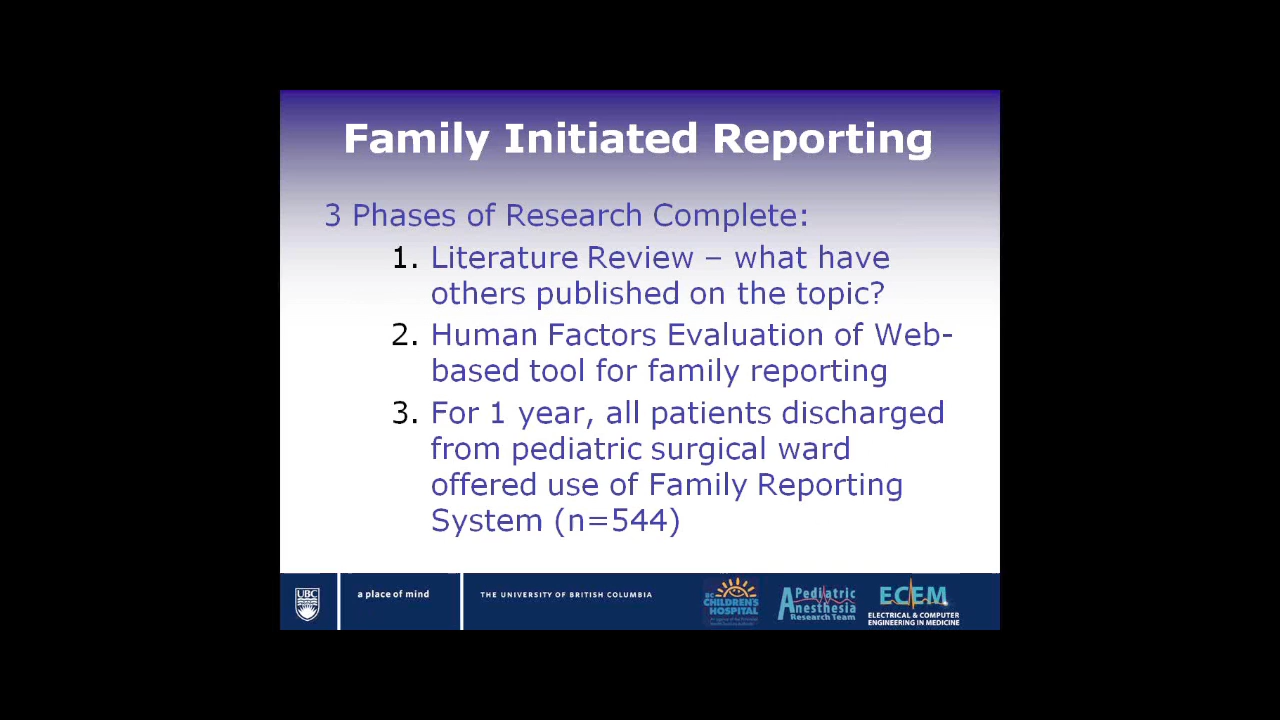 Family Initiated Reporting
3 Phases of Research Complete:
1. Literature Review – what have
others published on the topic?
2. Human Factors Evaluation of Web-
based tool for family reporting
3. For 1 year, all patients discharged
from pediatric surgical ward
offered use of Family Reporting
System (n=544)
UBC
a place of mind
THE UNIVERSITY OF BRITISH COLUMBIA
BC
CHILDREN'S
HOSPITAL
Pediatric
Anesthesia
Research Team
ECEM
ELECTRICAL & COMPUTER
ENGINEERING IN MEDICINE